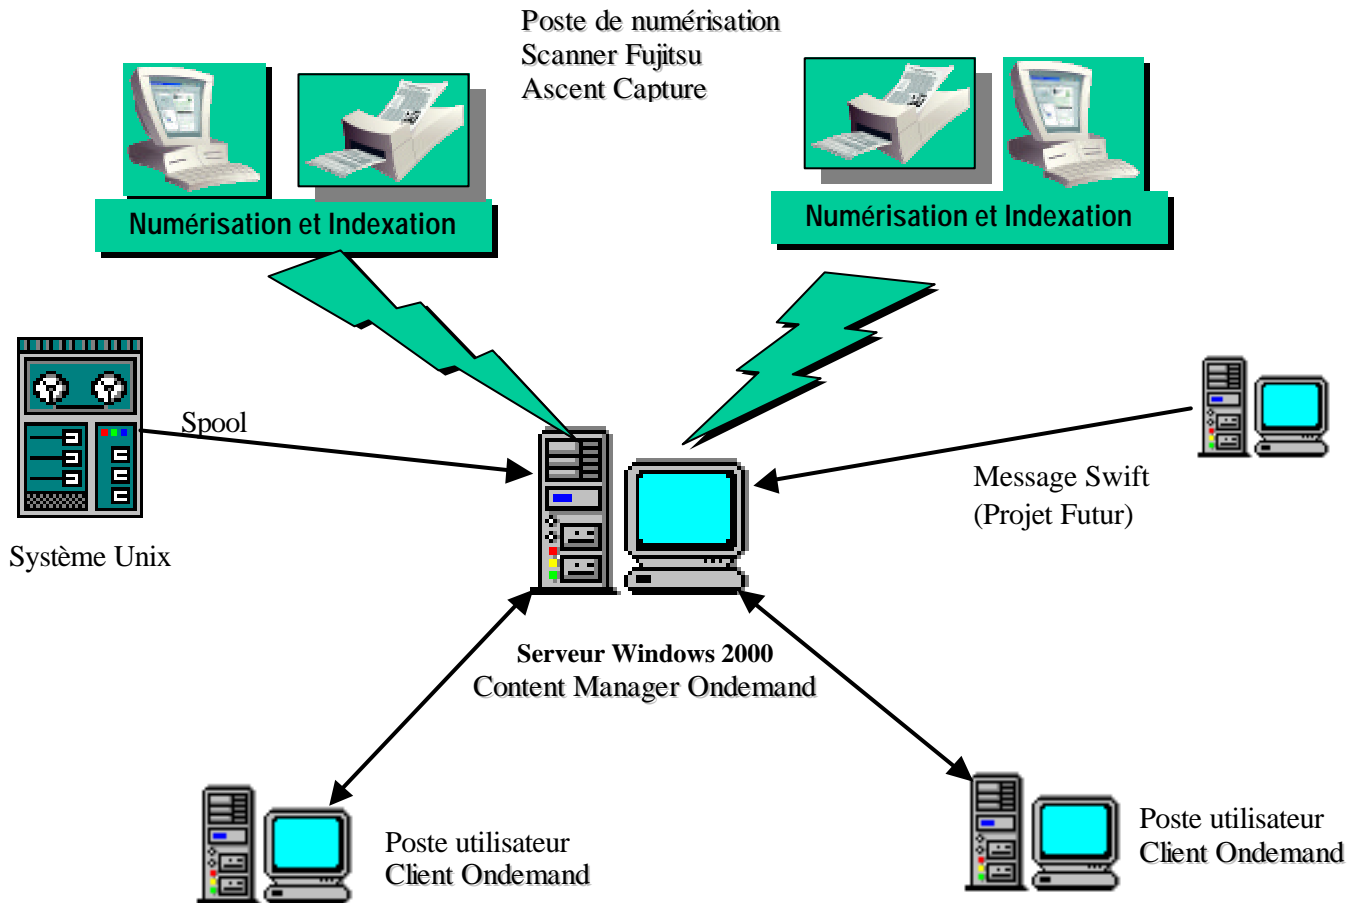 Poste de numérisation
Scanner Fujitsu
Ascent Capture
Numérisation et Indexation
Numérisation et Indexation
Spool
Système Unix
Message Swift
(Projet Futur)
Serveur Windows 2000
Content Manager Ondemand
Poste utilisateur
Client Ondemand
Poste utilisateur
Client Ondemand